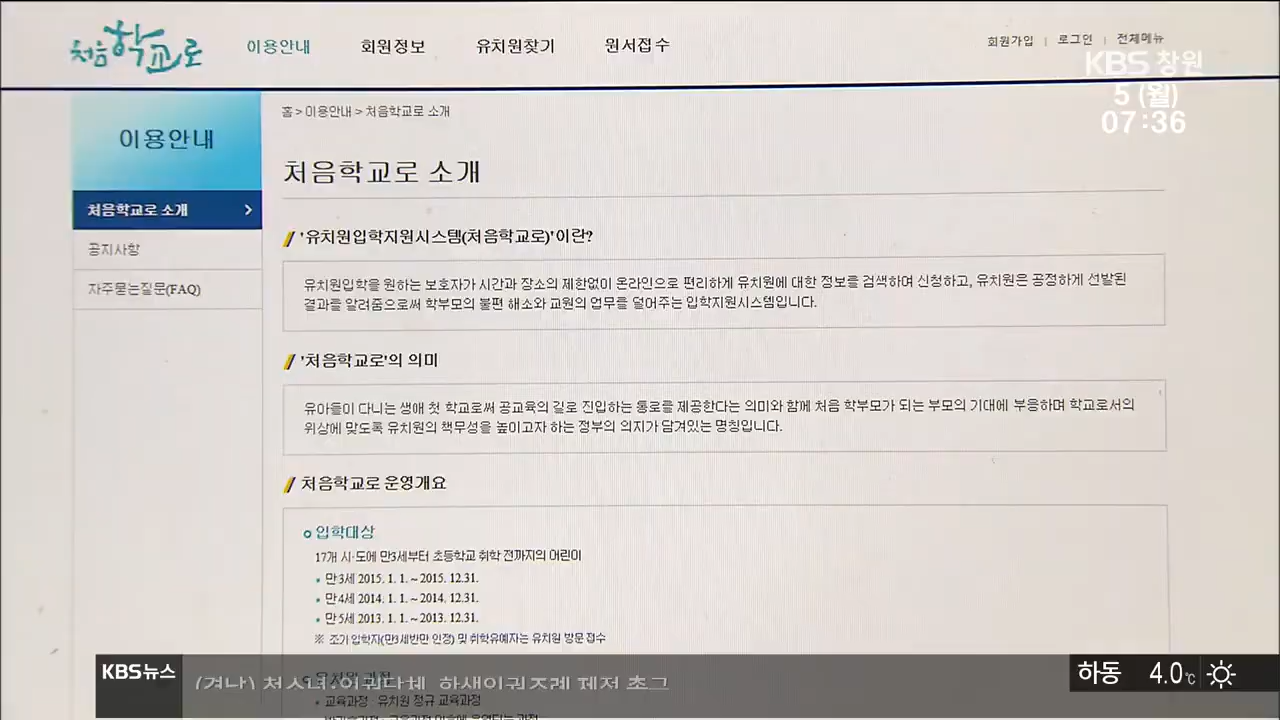 처음학교로
이용안내 회원정보 유치원찾기 원서접수
회원가입 | 로그인 | 전체메뉴
KBS 창원
5 (월)
07:36
이용안내
처음학교로 소개
공지사항
자주묻는질문(FAQ)
홈 > 이용안내 > 처음학교로 소개
처음학교로 소개
'유치원입학지원시스템(처음학교로)'이란?
유치원입학을 원하는 보호자가 시간과 장소의 제한없이 온라인으로 편리하게 유치원에 대한 정보를 검색하여 신청하고, 유치원은 공정하게 선발된
결과를 알려줌으로써 학부모의 불편 해소와 교원의 업무를 덜어주는 입학지원시스템입니다.
'처음학교로'의 의미
유아들이 다니는 생애 첫 학교로써 공교육의 길로 진입하는 통로를 제공한다는 의미와 함께 처음 학부모가 되는 부모의 기대에 부응하며 학교로서의
위상에 맞도록 유치원의 책무성을 높이고자 하는 정부의 의지가 담겨있는 명칭입니다.
처음학교로 운영개요
입학대상
17개 시·도에 만3세부터 초등학교 취학 전까지의 어린이
만3세 2015. 1. 1. ~ 2015. 12.31.
만4세 2014. 1. 1. ~ 2014. 12.31.
만5세 2013. 1. 1. ~ 2013. 12.31.
※ 조기 입학자(만3세반만 인정) 및 취학유예자는 유치원 방문 접수
교육과정 : 유치원 정규 교육과정
KBS뉴스
하동 4.0℃